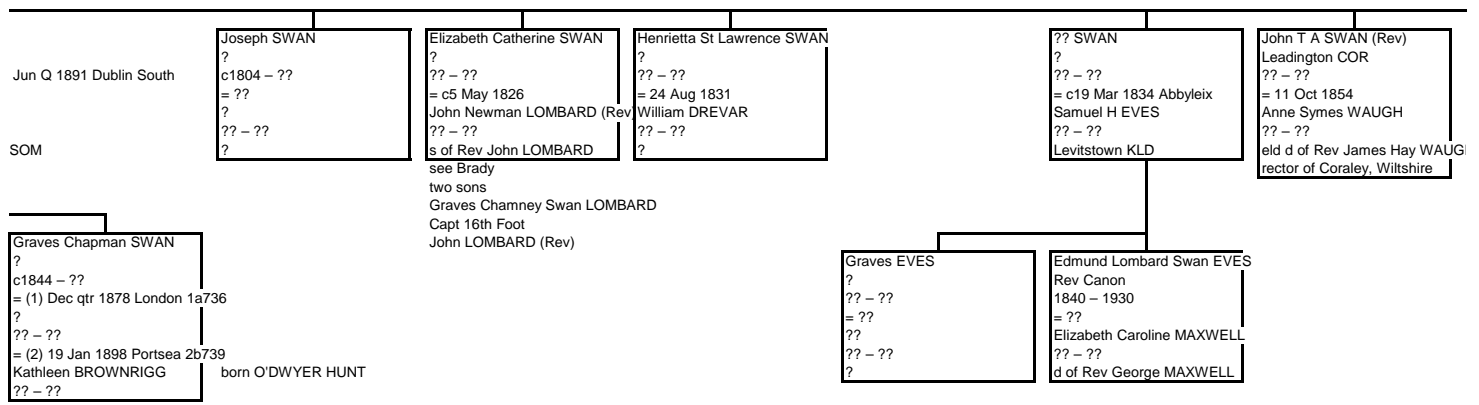 Jun Q 1891 Dublin South
SOM
Joseph SWAN
?
c1804 – ??
= ??
?
?? – ??
?
Elizabeth Catherine SWAN
?
?? – ??
= c5 May 1826
John Newman LOMBARD (Rev)
?? – ??
s of Rev John LOMBARD
see Brady
two sons
Graves Chamney Swan LOMBARD
Capt 16th Foot
John LOMBARD (Rev)
Henrietta St Lawrence SWAN
?
?? – ??
= 24 Aug 1831
William DREVAR
?? – ??
?
?? SWAN
?
?? – ??
= c19 Mar 1834 Abbyleix
Samuel H EVES
?? – ??
Levitstown KLD
John T A SWAN (Rev)
Leadington COR
?? – ??
= 11 Oct 1854
Anne Symes WAUGH
?? – ??
eld d of Rev James Hay WAUG
rector of Coraley, Wiltshire
Graves Chapman SWAN
?
c1844 – ??
= (1) Dec qtr 1878 London 1a736
?
?? – ??
= (2) 19 Jan 1898 Portsea 2b739
Kathleen BROWNRIGG born O'DWYER HUNT
?? – ??
Graves EVES
?
?? – ??
= ??
??
?? – ??
?
Edmund Lombard Swan EVES
Rev Canon
1840 – 1930
= ??
Elizabeth Caroline MAXWELL
?? – ??
d of Rev George MAXWELL